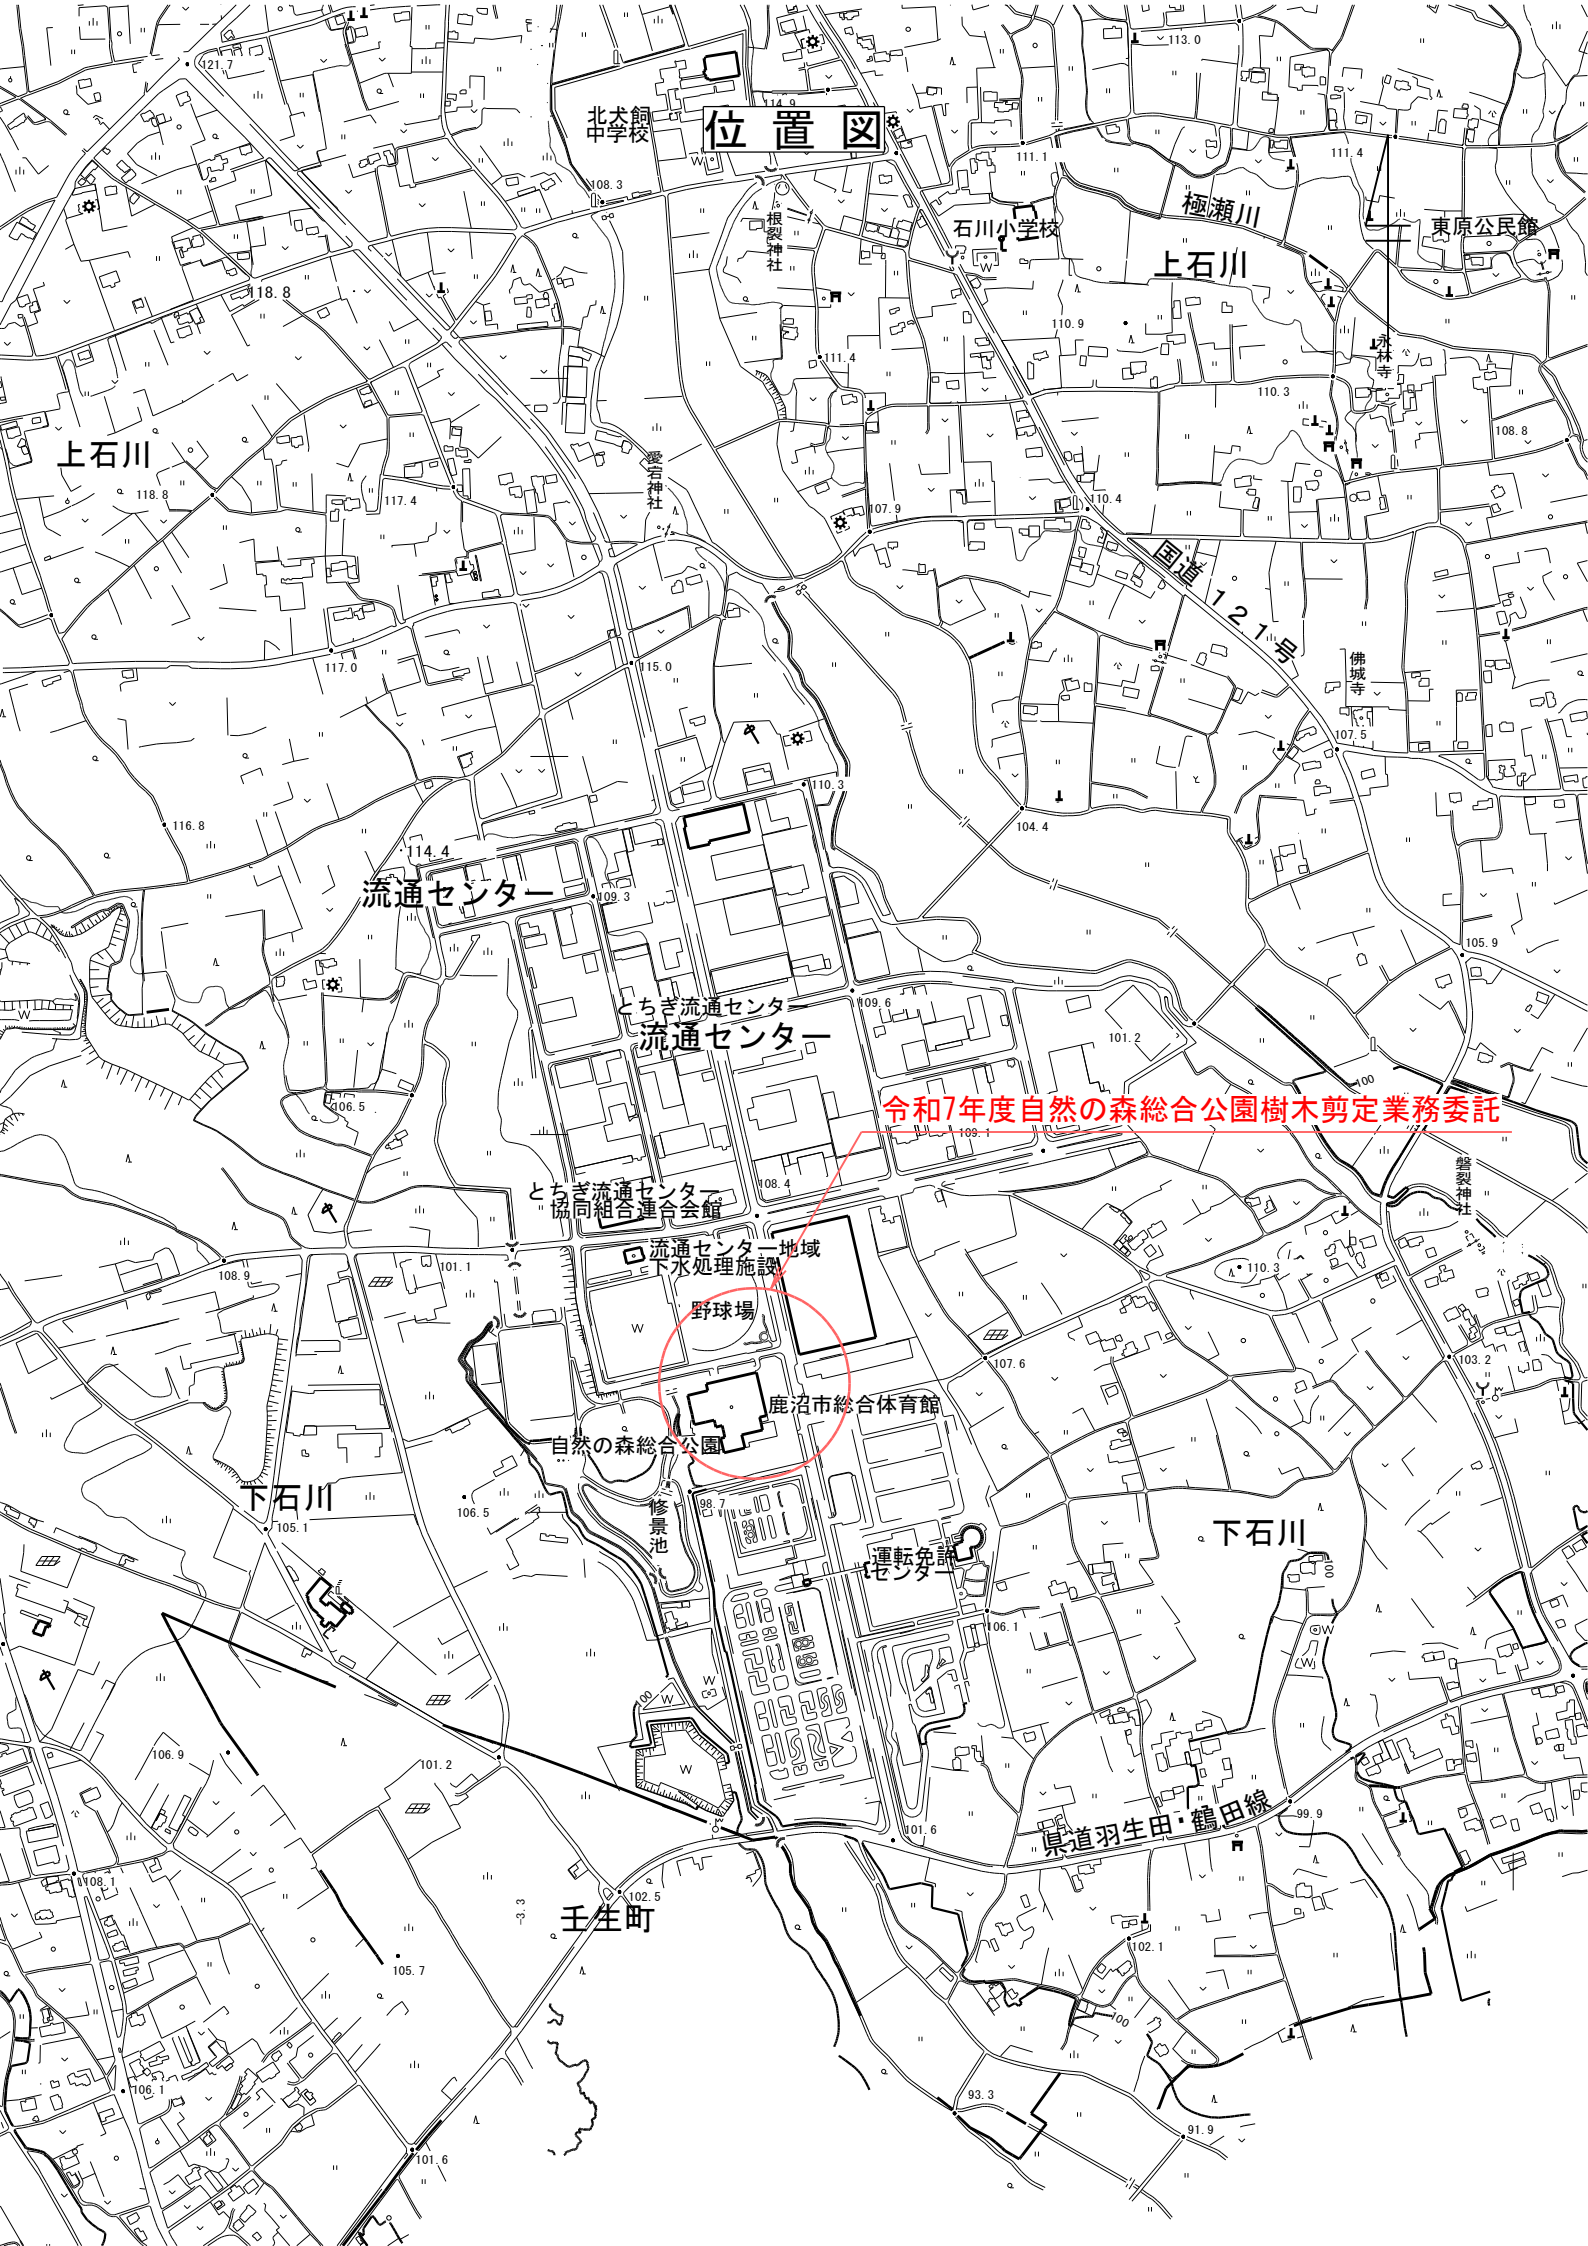 121.7
113.0
114.9
北犬飼
中学校
位置図
W
111.1
111.4
108.3
極瀬川
根裂神社
石川小学校
東原公民館
W
上石川
118.8
110.9
111.4
永林寺
110.3
108.8
上石川
愛宕神社
118.8
117.4
110.4
107.9
国道121号
117.0
115.0
佛城寺
107.5
110.3
104.4
116.8
114.4
流通センター
109.3
105.9
W
とちぎ流通センター
109.6
流通センター
101.2
100
106.5
令和7年度自然の森総合公園樹木剪定業務委託
109.1
磐裂神社
108.4
とちぎ流通センター
協同組合連合会館
流通センター地域
下水処理施設
108.9
101.1
110.3
野球場
W
107.6
103.2
鹿沼市総合体育館
自然の森総合公園
下石川
106.5
98.7
105.1
修景池
下石川
運転免許
センター
106.1
W
W
W
W
00
W
106.9
101.2
県道羽生田・鶴田線
99.9
101.6
108.1
102.5
-3.3
壬生町
102.1
105.7
100
106.1
93.3
91.9
101.6